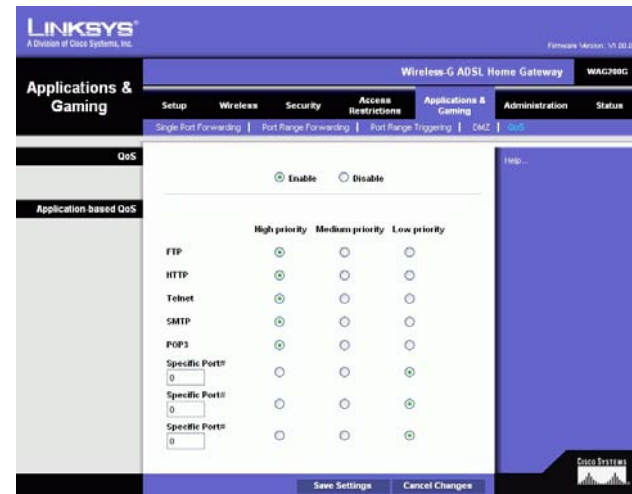 LINKSYS®
A Division of Cisco Systems, Inc.
Firmware Version: V1.00.0
Wireless-G ADSL Home Gateway
WAG200G
Applications & Gaming
Setup
Wireless
Security
Access Restrictions
Applications & Gaming
Administration
Status
Single Port Forwarding | Port Range Forwarding | Port Range Triggering | DMZ | QoS
QoS
Enable
Disable
Help...
Application-based QoS
High priority
Medium priority
Low priority
FTP
HTTP
Telnet
SMTP
POP3
Specific Port#
0
Specific Port#
0
Specific Port#
0
Save Settings
Cancel Changes
CISCO SYSTEMS